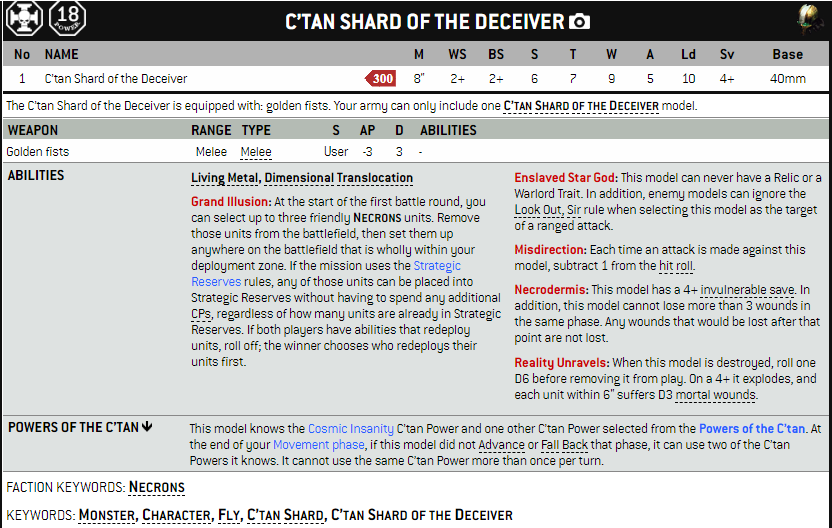 18
POWER
C'TAN SHARD OF THE DECEIVER
No NAME M WS BS S T W A Ld Sv Base
1 C'tan Shard of the Deceiver 300 8" 2+ 2+ 6 7 9 5 10 4+ 40mm
The C'tan Shard of the Deceiver is equipped with: golden fists. Your army can only include one C'TAN SHARD OF THE DECEIVER model.
WEAPON RANGE TYPE S AP D ABILITIES
Golden fists Melee Melee User -3 3 -
ABILITIES
Living Metal, Dimensional Translocation
Grand Illusion: At the start of the first battle round, you
can select up to three friendly NECRONS units. Remove
those units from the battlefield, then set them up
anywhere on the battlefield that is wholly within your
deployment zone. If the mission uses the Strategic
Reserves rules, any of those units can be placed into
Strategic Reserves without having to spend any additional
CPs, regardless of how many units are already in Strategic
Reserves. If both players have abilities that redeploy
units, roll off; the winner chooses who redeploys their
units first.
Enslaved Star God: This model can never have a Relic or a
Warlord Trait. In addition, enemy models can ignore the
Look Out, Sir rule when selecting this model as the target
of a ranged attack.
Misdirection: Each time an attack is made against this
model, subtract 1 from the hit roll.
Necrodermis: This model has a 4+ invulnerable save. In
addition, this model cannot lose more than 3 wounds in
the same phase. Any wounds that would be lost after that
point are not lost.
Reality Unravels: When this model is destroyed, roll one
D6 before removing it from play. On a 4+ it explodes, and
each unit within 6" suffers D3 mortal wounds.
POWERS OF THE C'TAN
This model knows the Cosmic Insanity C'tan Power and one other C'tan Power selected from the Powers of the C'tan. At
the end of your Movement phase, if this model did not Advance or Fall Back that phase, it can use two of the C'tan
Powers it knows. It cannot use the same C'tan Power more than once per turn.
FACTION KEYWORDS: NECRONS
KEYWORDS: MONSTER, CHARACTER, FLY, C'TAN SHARD, C'TAN SHARD OF THE DECEIVER